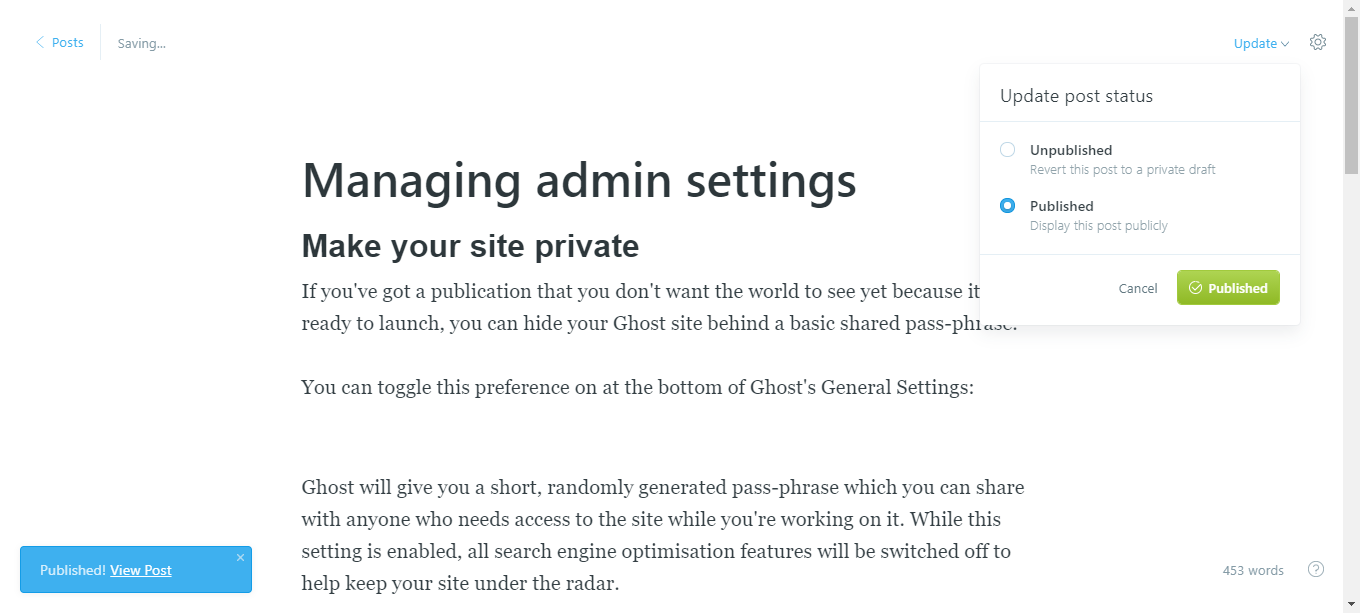 Posts
Saving...
Update
Update post status
Unpublished
Revert this post to a private draft
Published
Display this post publicly
Cancel
Published
Managing admin settings
Make your site private
If you've got a publication that you don't want the world to see yet because it
ready to launch, you can hide your Ghost site behind a basic shared pass-phrase.
You can toggle this preference on at the bottom of Ghost's General Settings:
Ghost will give you a short, randomly generated pass-phrase which you can share
with anyone who needs access to the site while you're working on it. While this
setting is enabled, all search engine optimisation features will be switched off to
help keep your site under the radar.
Published! View Post
453 words